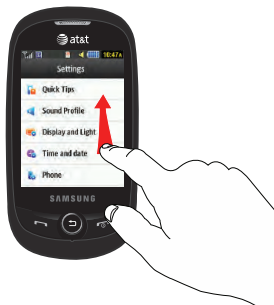 at&t
10:47A
Settings
Quick Tips
Sound Profile
Display and Light
Time and date
Phone
SAMSUNG